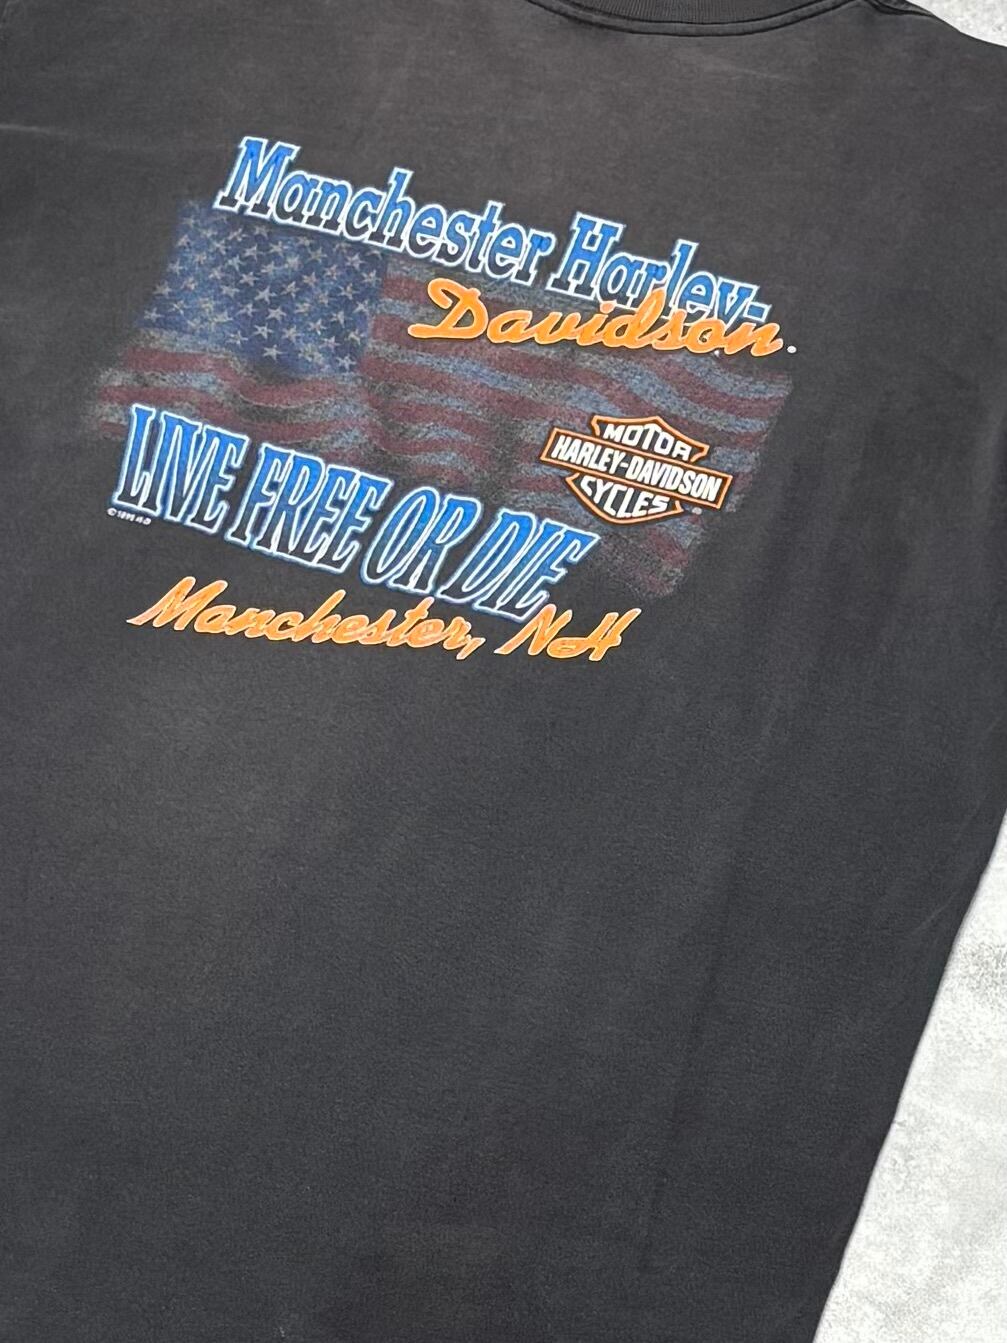 Manchester Harley-
Davidson.
MOTOR
HARLEY-DAVIDSON
CYCLES
LIVE FREE OR DIE
Manchester, NH